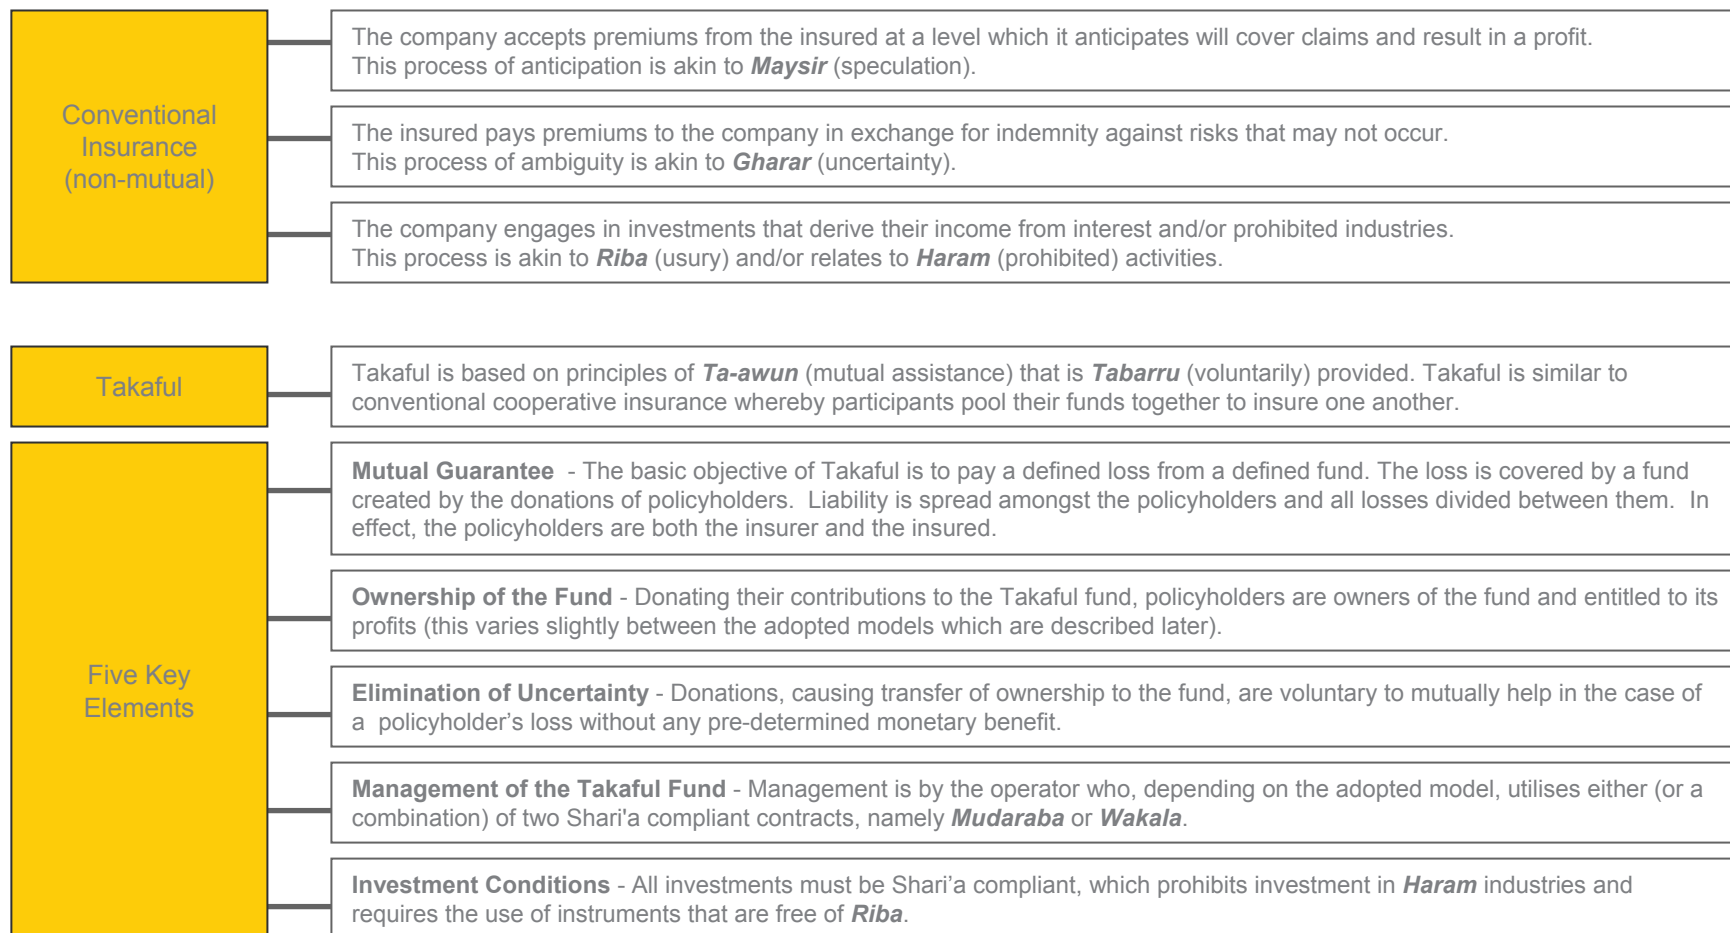 Conventional
Insurance
(non-mutual)
The company accepts premiums from the insured at a level which it anticipates will cover claims and result in a profit.
This process of anticipation is akin to Maysir (speculation).
The insured pays premiums to the company in exchange for indemnity against risks that may not occur.
This process of ambiguity is akin to Gharar (uncertainty).
The company engages in investments that derive their income from interest and/or prohibited industries.
This process is akin to Riba (usury) and/or relates to Haram (prohibited) activities.
Takaful
Takaful is based on principles of Ta-awun (mutual assistance) that is Tabarru (voluntarily) provided. Takaful is similar to
conventional cooperative insurance whereby participants pool their funds together to insure one another.
Five Key
Elements
Mutual Guarantee - The basic objective of Takaful is to pay a defined loss from a defined fund. The loss is covered by a fund
created by the donations of policyholders. Liability is spread amongst the policyholders and all losses divided between them. In
effect, the policyholders are both the insurer and the insured.
Ownership of the Fund - Donating their contributions to the Takaful fund, policyholders are owners of the fund and entitled to its
profits (this varies slightly between the adopted models which are described later).
Elimination of Uncertainty - Donations, causing transfer of ownership to the fund, are voluntary to mutually help in the case of
a policyholder’s loss without any pre-determined monetary benefit.
Management of the Takaful Fund - Management is by the operator who, depending on the adopted model, utilises either (or a
combination) of two Shari'a compliant contracts, namely Mudaraba or Wakala.
Investment Conditions - All investments must be Shari’a compliant, which prohibits investment in Haram industries and
requires the use of instruments that are free of Riba.